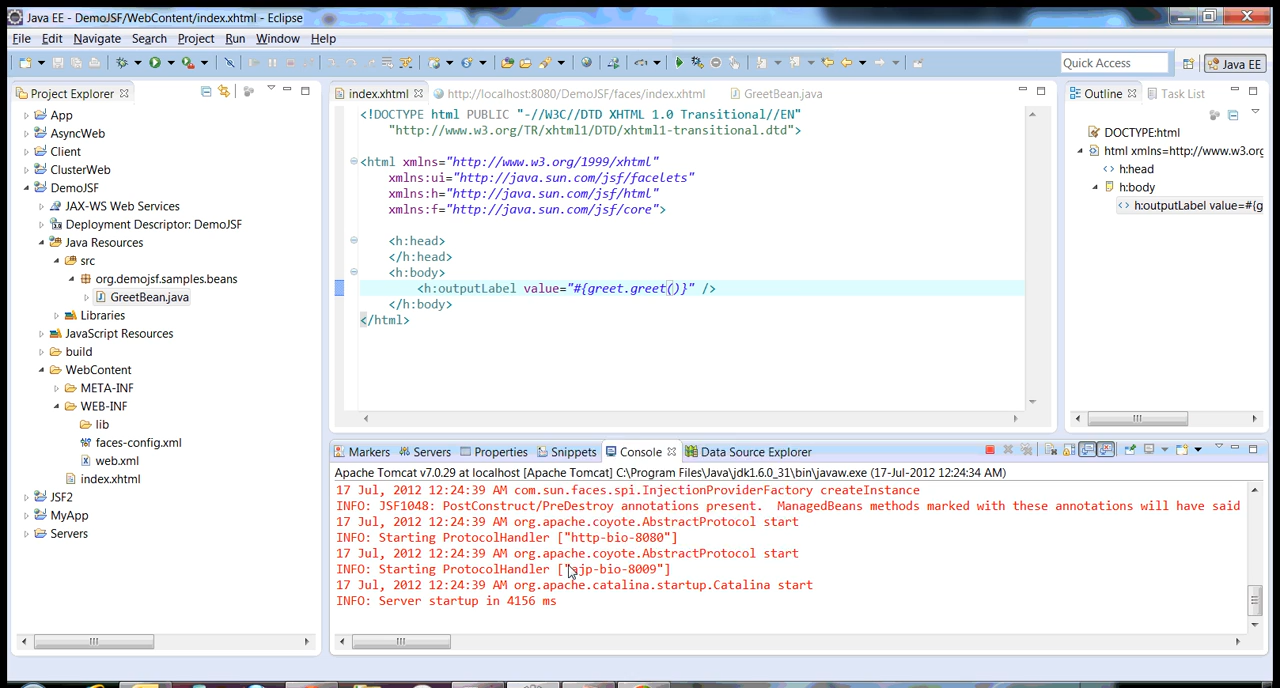 Java EE - DemoJSF/WebContent/index.xhtml - Eclipse
File Edit Navigate Search Project Run Window Help
Quick Access
Java EE
Project Explorer
App
AsyncWeb
Client
ClusterWeb
DemoJSF
JAX-WS Web Services
Deployment Descriptor: DemoJSF
Java Resources
src
org.demojsf.samples.beans
GreetBean.java
Libraries
JavaScript Resources
build
WebContent
META-INF
WEB-INF
lib
faces-config.xml
web.xml
index.xhtml
JSF2
MyApp
Servers
index.xhtml http://localhost:8080/DemoJSF/faces/index.xhtml GreetBean.java
<!DOCTYPE html PUBLIC "-//W3C//DTD XHTML 1.0 Transitional//EN"
"http://www.w3.org/TR/xhtml1/DTD/xhtml1-transitional.dtd">
<html xmlns="http://www.w3.org/1999/xhtml"
xmlns:ui="http://java.sun.com/jsf/facelets"
xmlns:h="http://java.sun.com/jsf/html"
xmlns:f="http://java.sun.com/jsf/core">
<h:head>
</h:head>
<h:body>
<h:outputLabel value="#{greet.greet()}" />
</h:body>
</html>
Outline Task List
DOCTYPE:html
html xmlns=http://www.w3.org
h:head
h:body
h:outputLabel value=#{g
Markers Servers Properties Snippets Console Data Source Explorer
Apache Tomcat v7.0.29 at localhost [Apache Tomcat] C:\Program Files\Java\jdk1.6.0_31\bin\javaw.exe (17-Jul-2012 12:24:34 AM)
17 Jul, 2012 12:24:39 AM com.sun.faces.spi.InjectionProviderFactory createInstance
INFO: JSF1048: PostConstruct/PreDestroy annotations present.  ManagedBeans methods marked with these annotations will have said
17 Jul, 2012 12:24:39 AM org.apache.coyote.AbstractProtocol start
INFO: Starting ProtocolHandler ["http-bio-8080"]
17 Jul, 2012 12:24:39 AM org.apache.coyote.AbstractProtocol start
INFO: Starting ProtocolHandler ["ajp-bio-8009"]
17 Jul, 2012 12:24:39 AM org.apache.catalina.startup.Catalina start
INFO: Server startup in 4156 ms